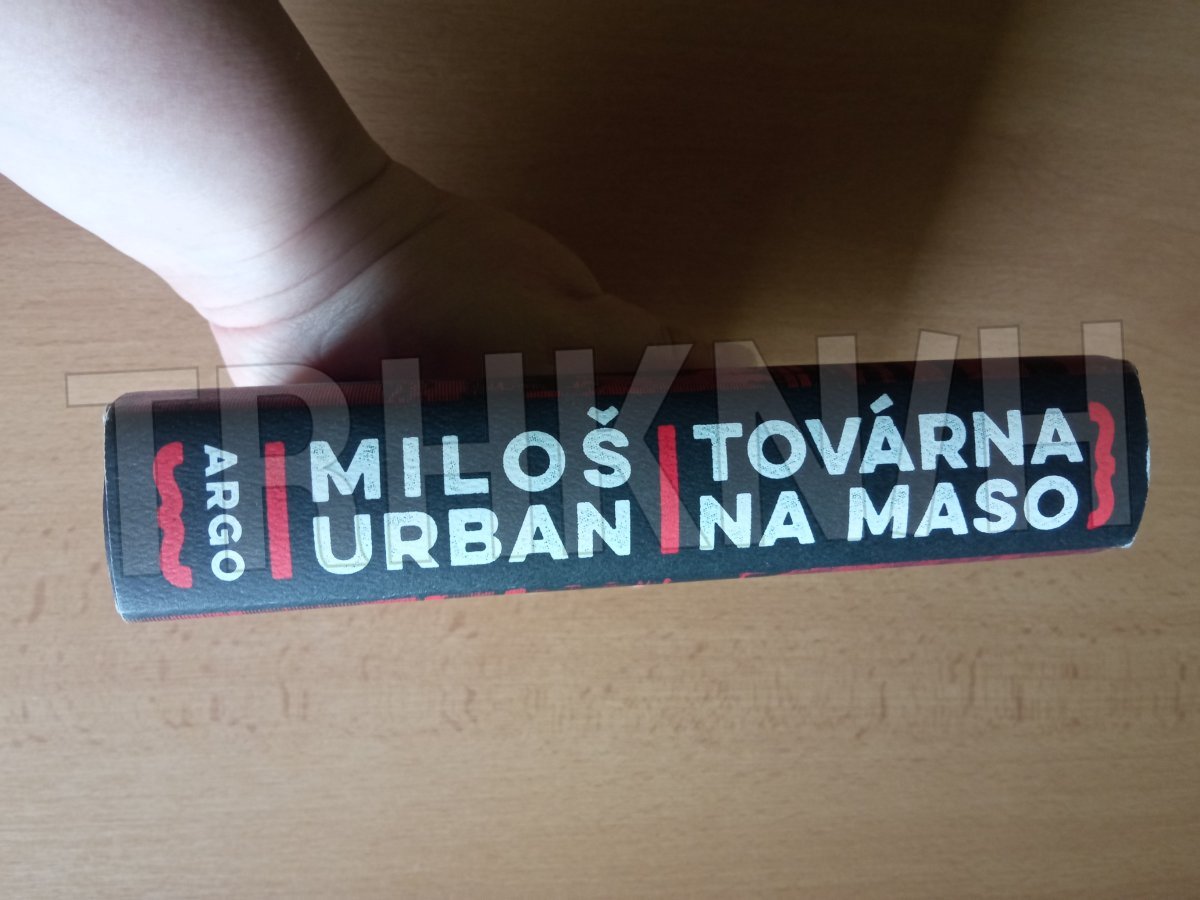 ARGO
MILOŠ
URBAN
TOVÁRNA
NA MASO
TRHKNIH